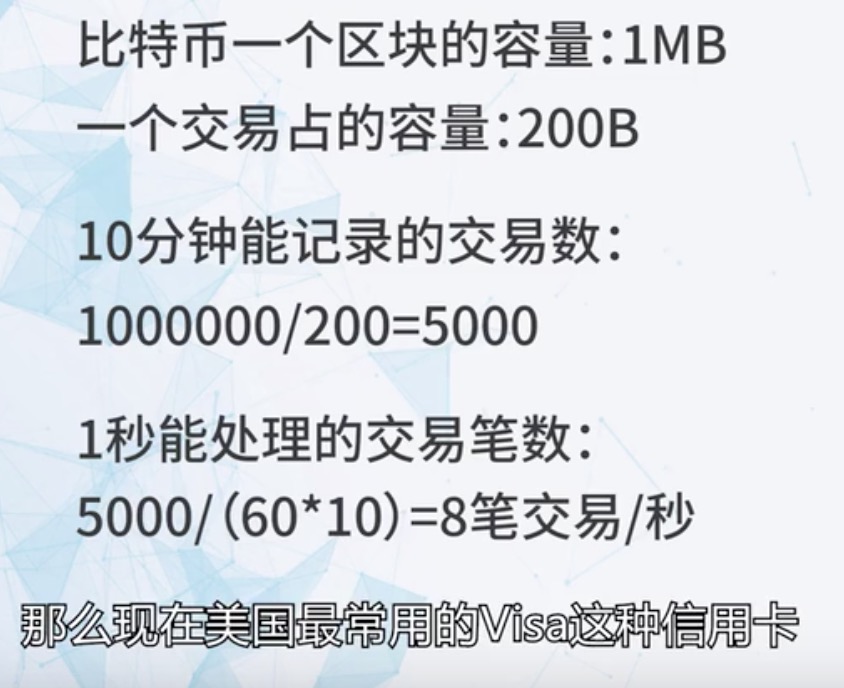 比特币一个区块的容量：1MB
一个交易占的容量：200B
10分钟能记录的交易数：
1000000/200=5000
1秒能处理的交易笔数：
5000/（60*10）=8笔交易/秒
那么现在美国最常用的Visa这种信用卡